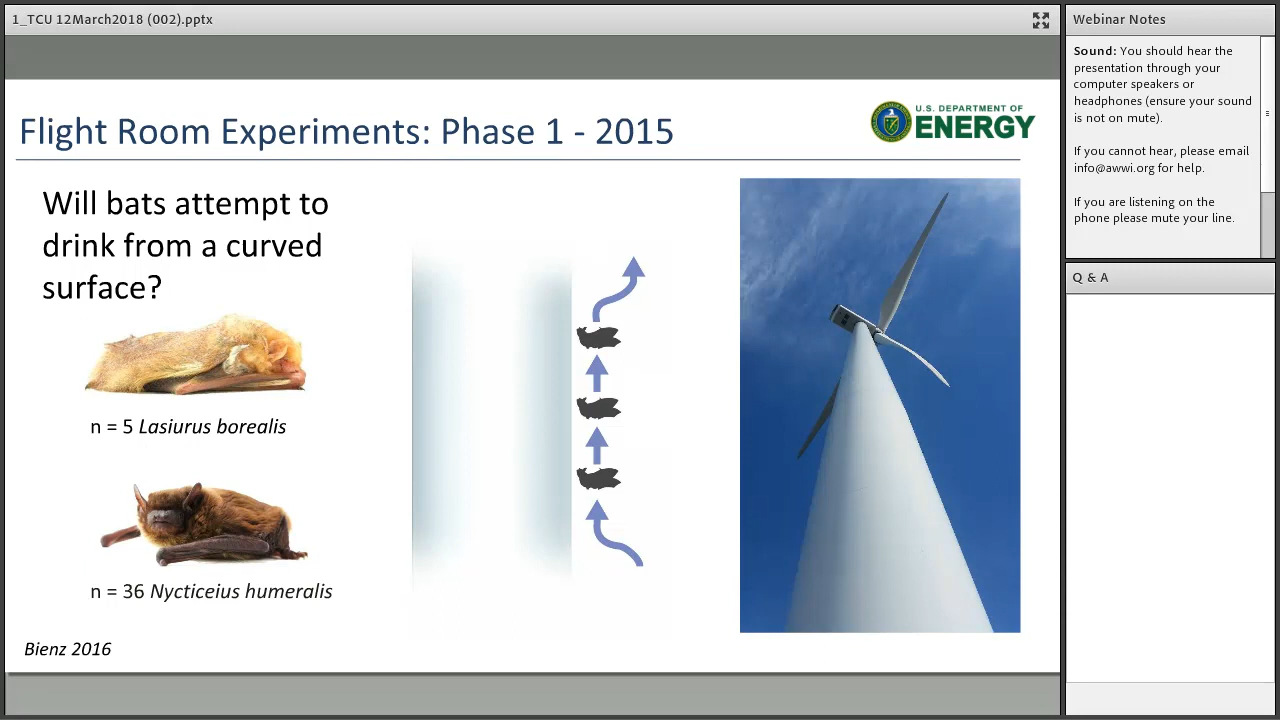 1_TCU 12March2018 (002).pptx
Flight Room Experiments: Phase 1 - 2015
U.S. DEPARTMENT OF
ENERGY
Will bats attempt to
drink from a curved
surface?
n = 5 Lasiurus borealis
n = 36 Nycticeius humeralis
Bienz 2016
Webinar Notes
Sound: You should hear the
presentation through your
computer speakers or
headphones (ensure your sound
is not on mute).
If you cannot hear, please email
info@awwi.org for help.
If you are listening on the
phone please mute your line.
Q & A